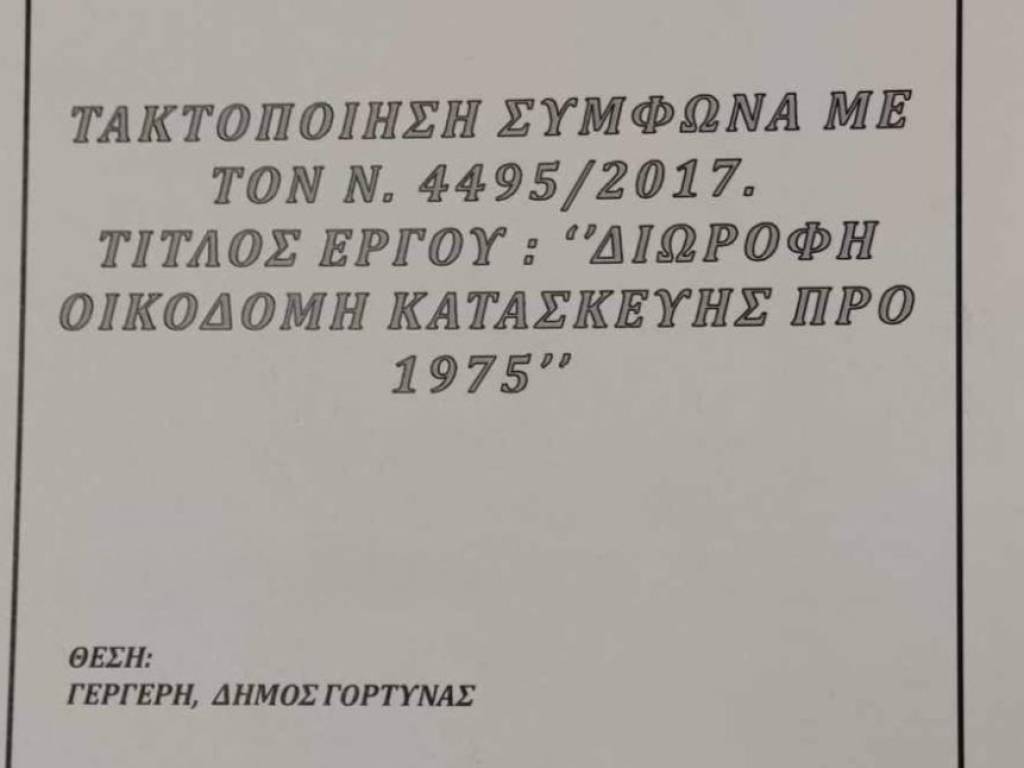 ΤΑΚΤΟΠΟΙΗΣΗ ΣΥΜΦΩΝΑ ΜΕ
ΤΟΝ Ν. 4495/2017.
ΤΙΤΛΟΣ ΕΡΓΟΥ : ‘’ΔΙΩΡΟΦΗ
ΟΙΚΟΔΟΜΗ ΚΑΤΑΣΚΕΥΗΣ ΠΡΟ
1975’’
ΘΕΣΗ:
ΓΕΡΓΕΡΗ, ΔΗΜΟΣ ΓΟΡΤΥΝΑΣ